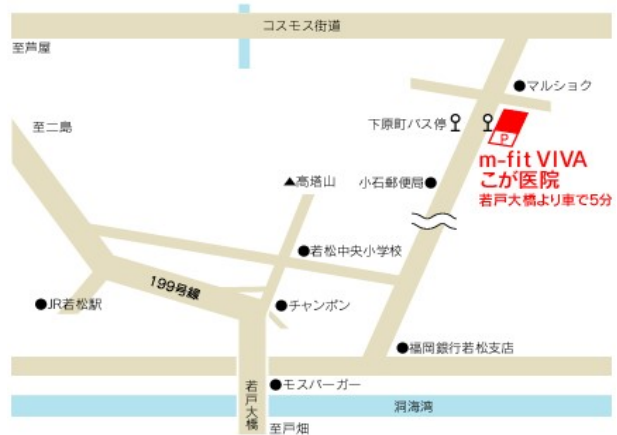 コスモス街道
至芦屋
マルショク
下原町バス停
至二島
P
m-fit VIVA
こが医院
若戸大橋より車で5分
▲高塔山
小石郵便局●
●若松中央小学校
199号線
●JR若松駅
●チャンポン
●福岡銀行若松支店
若戸大橋
●モスバーガー
洞海湾
至戸畑